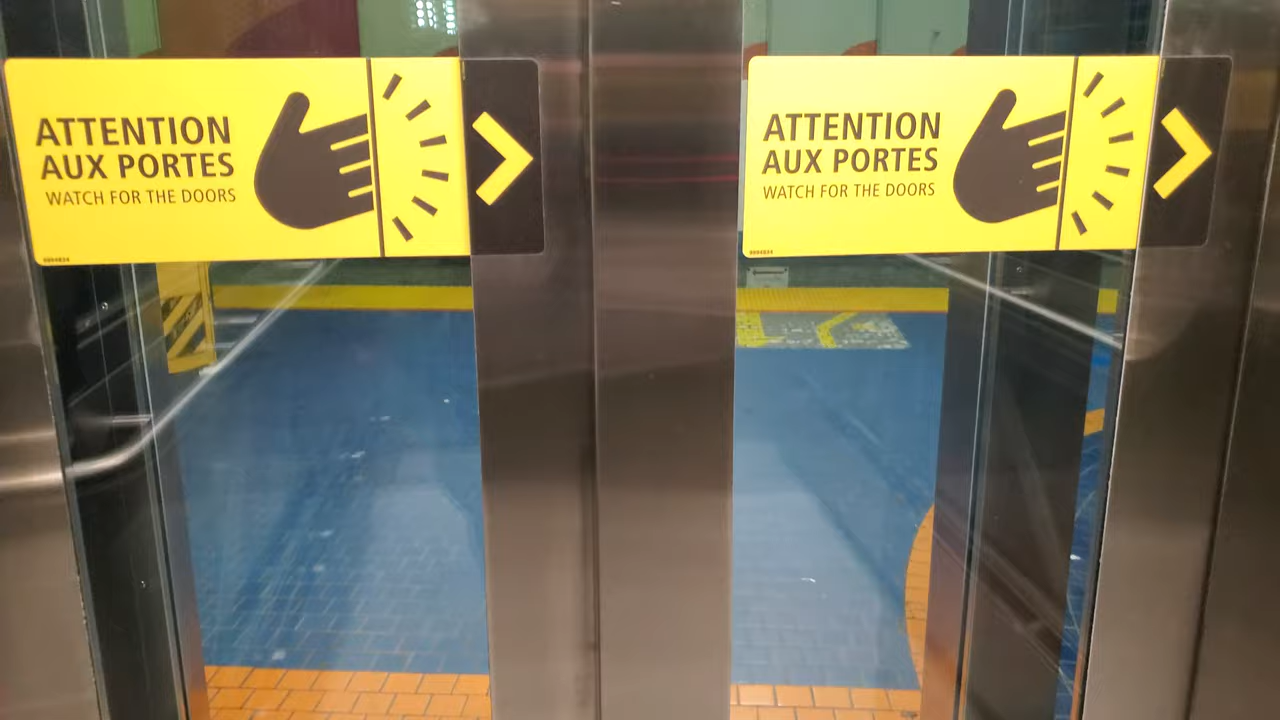 ATTENTION
AUX PORTES
WATCH FOR THE DOORS
ATTENTION
AUX PORTES
WATCH FOR THE DOORS